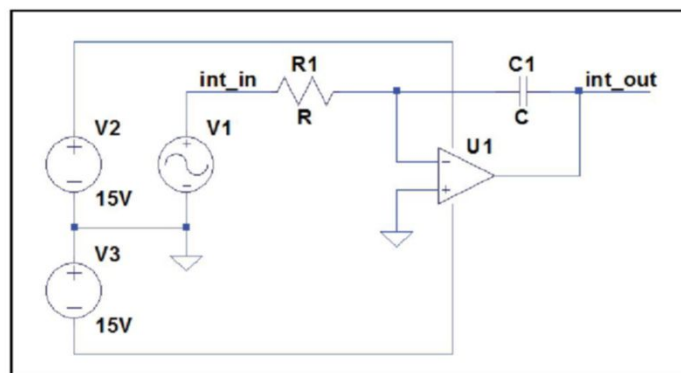 int_in
R1
R
C1
C
int_out
V2
15V
V1
U1
V3
15V